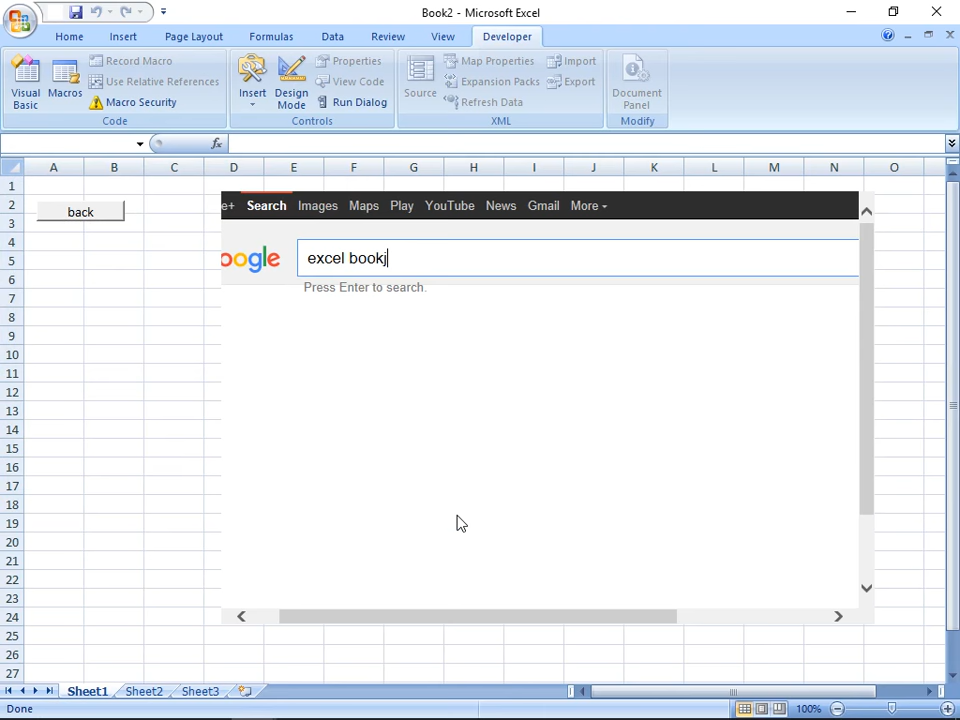 Book2 - Microsoft Excel
Home Insert Page Layout Formulas Data Review View Developer
Visual Basic
Macros
Record Macro
Use Relative References
Macro Security
Code
Insert
Design Mode
Properties
View Code
Run Dialog
Controls
Source
Map Properties
Expansion Packs
Refresh Data
Import
Export
XML
Document Panel
Modify
fx
A B C D E F G H I J K L M N O
1
2
3
4
5
6
7
8
9
10
11
12
13
14
15
16
17
18
19
20
21
22
23
24
25
26
27
back
e+ Search Images Maps Play YouTube News Gmail More
oogle
excel bookj
Press Enter to search.
Sheet1 Sheet2 Sheet3
Done
100%